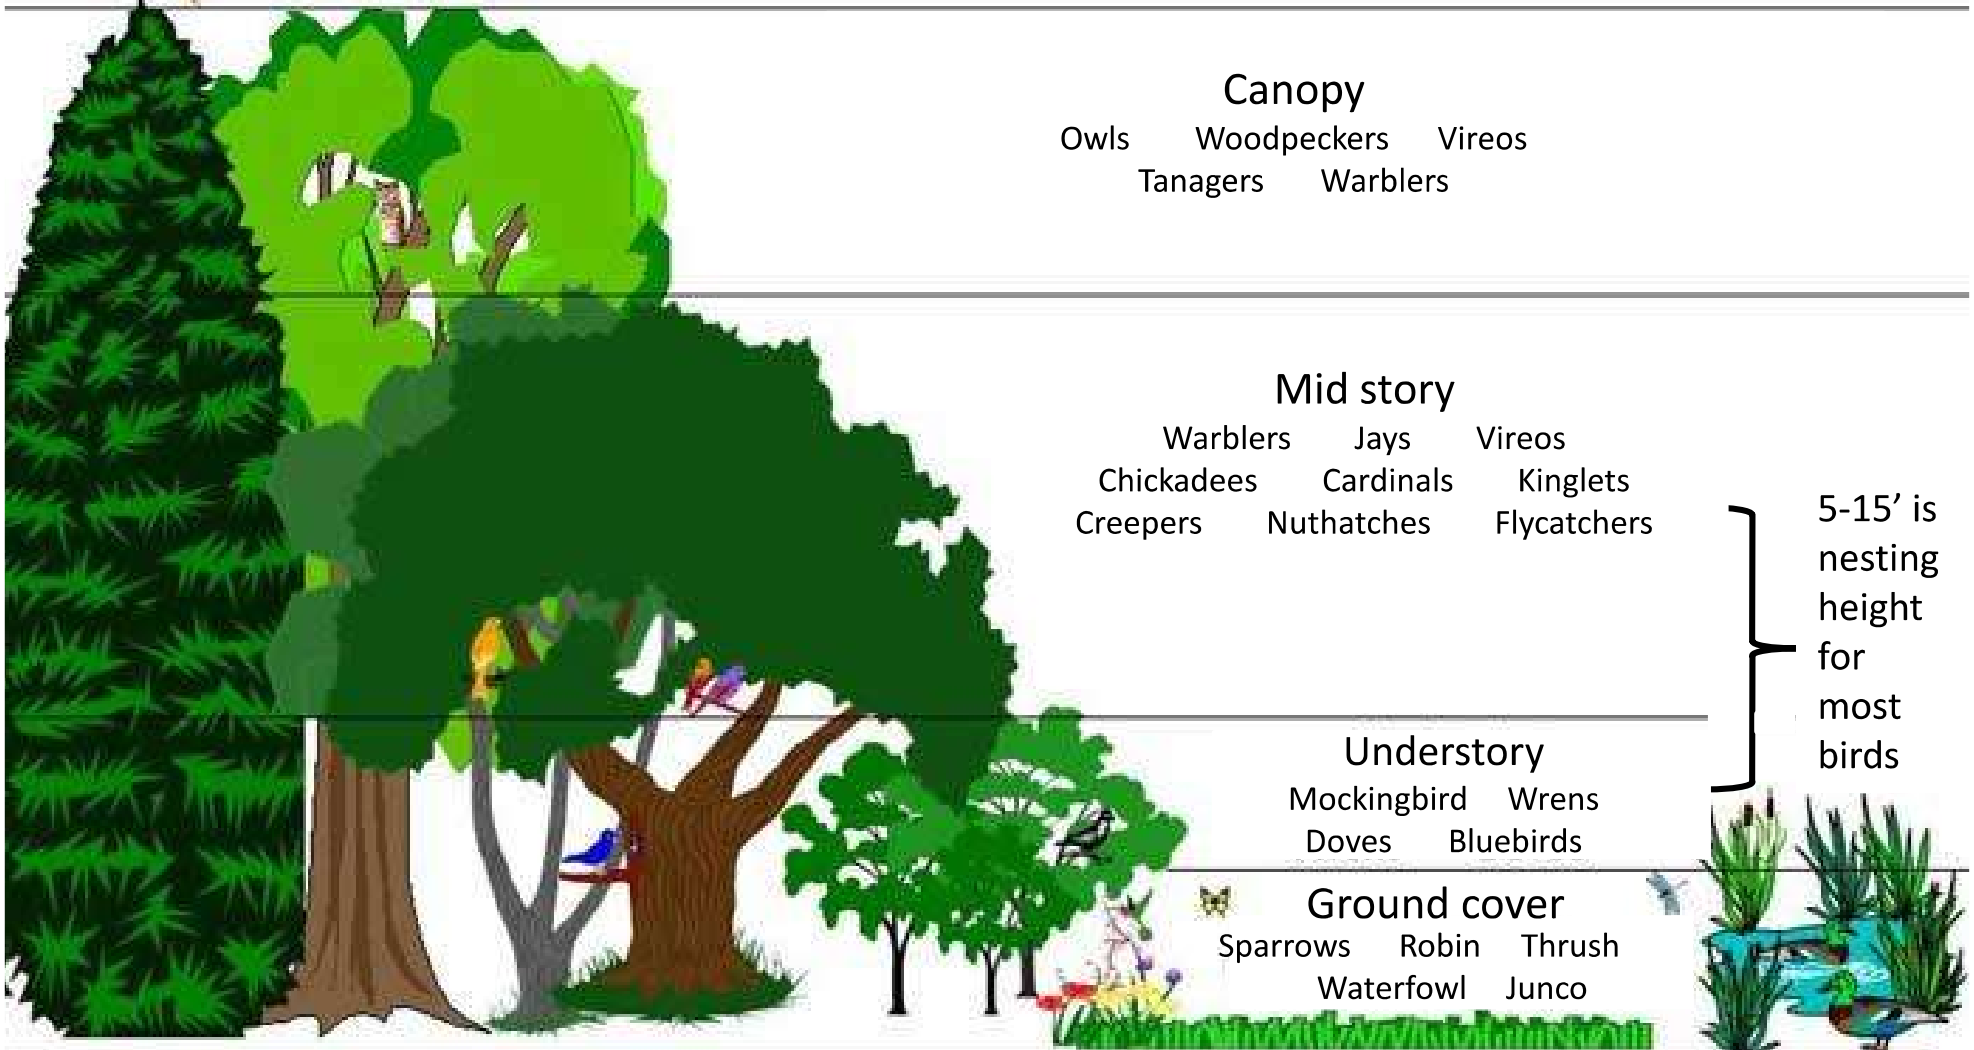 Canopy
Owls Woodpeckers Vireos
Tanagers Warblers
Mid story
Warblers Jays Vireos
Chickadees Cardinals Kinglets
Creepers Nuthatches Flycatchers
5-15’ is
nesting
height
for
most
birds
Understory
Mockingbird Wrens
Doves Bluebirds
Ground cover
Sparrows Robin Thrush
Waterfowl Junco